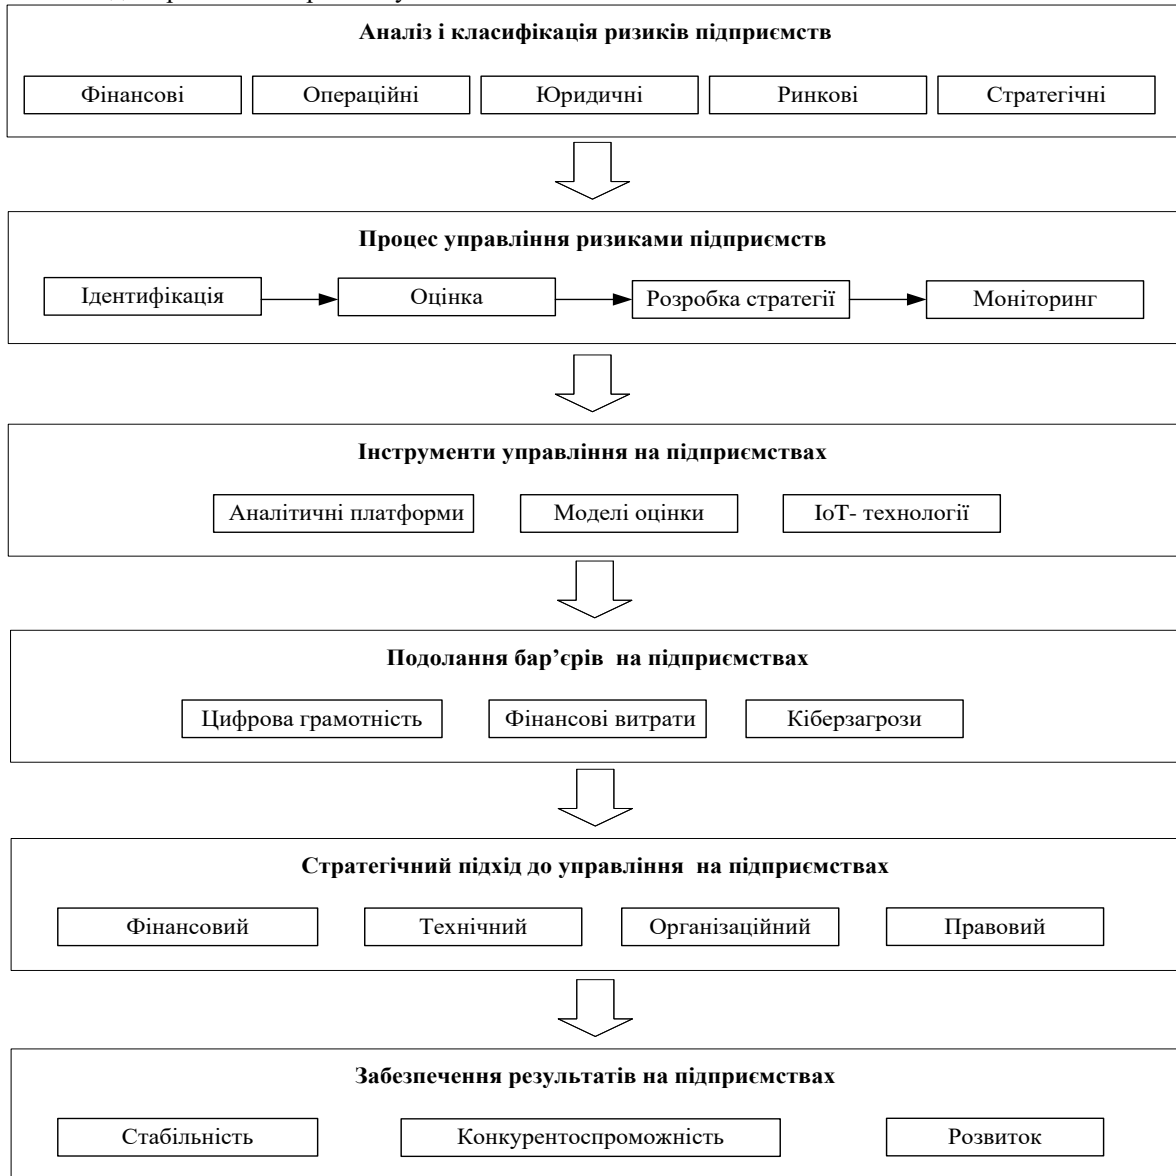 Аналіз і класифікація ризиків підприємств
Фінансові Операційні Юридичні Ринкові Стратегічні
Процес управління ризиками підприємств
Ідентифікація Оцінка Розробка стратегії Моніторинг
Інструменти управління на підприємствах
Аналітичні платформи Моделі оцінки ІоТ- технології
Подолання бар’єрів на підприємствах
Цифрова грамотність Фінансові витрати Кіберзагрози
Стратегічний підхід до управління на підприємствах
Фінансовий Технічний Організаційний Правовий
Забезпечення результатів на підприємствах
Стабільність Конкурентоспроможність Розвиток